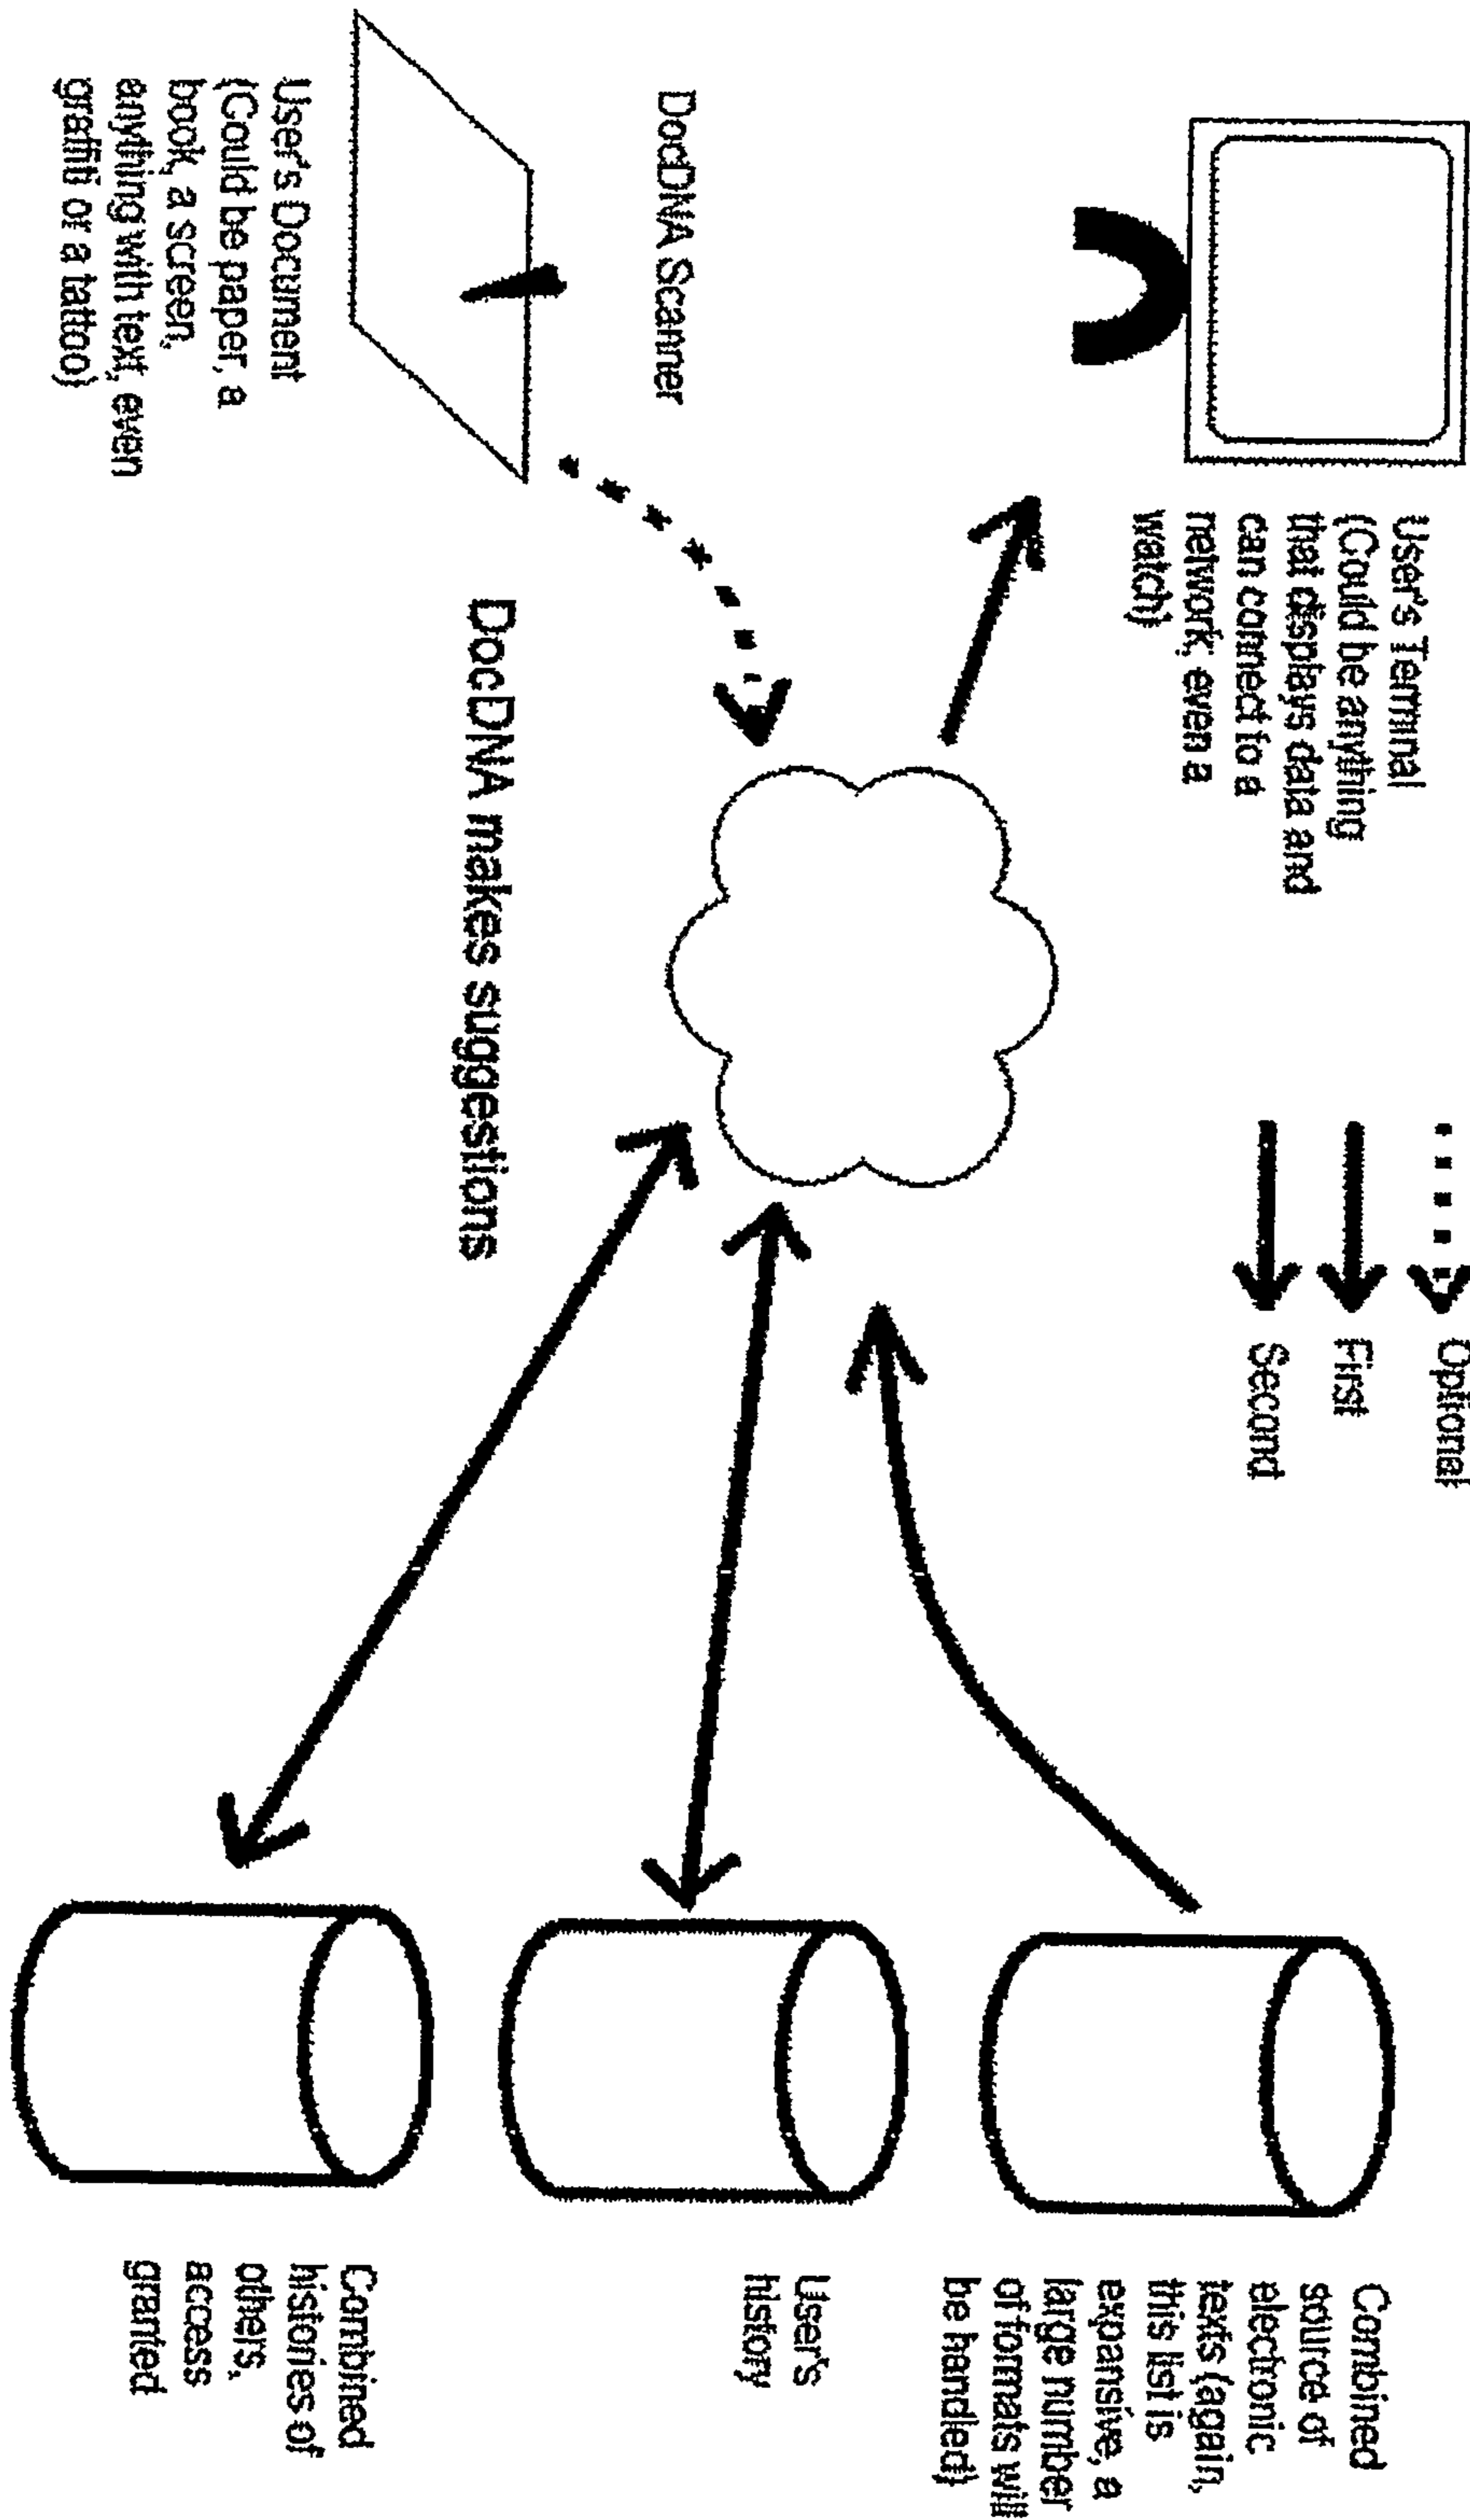 User's Terminal
(Could be anything
that displays data and
can connect to a
network, even a
watch)
Optional
First
Second
Combined
source of
electronic
texts (again,
this list is
expansive, a
large number
of formats will
be handled)
DocDNA Scanner
User's Document
(Could be paper, a
book, a screen,
anything with text, even
grafitti or a tattoo)
DocDNA makes suggestions
User's
history
Combined
histories of
others,
access
granted